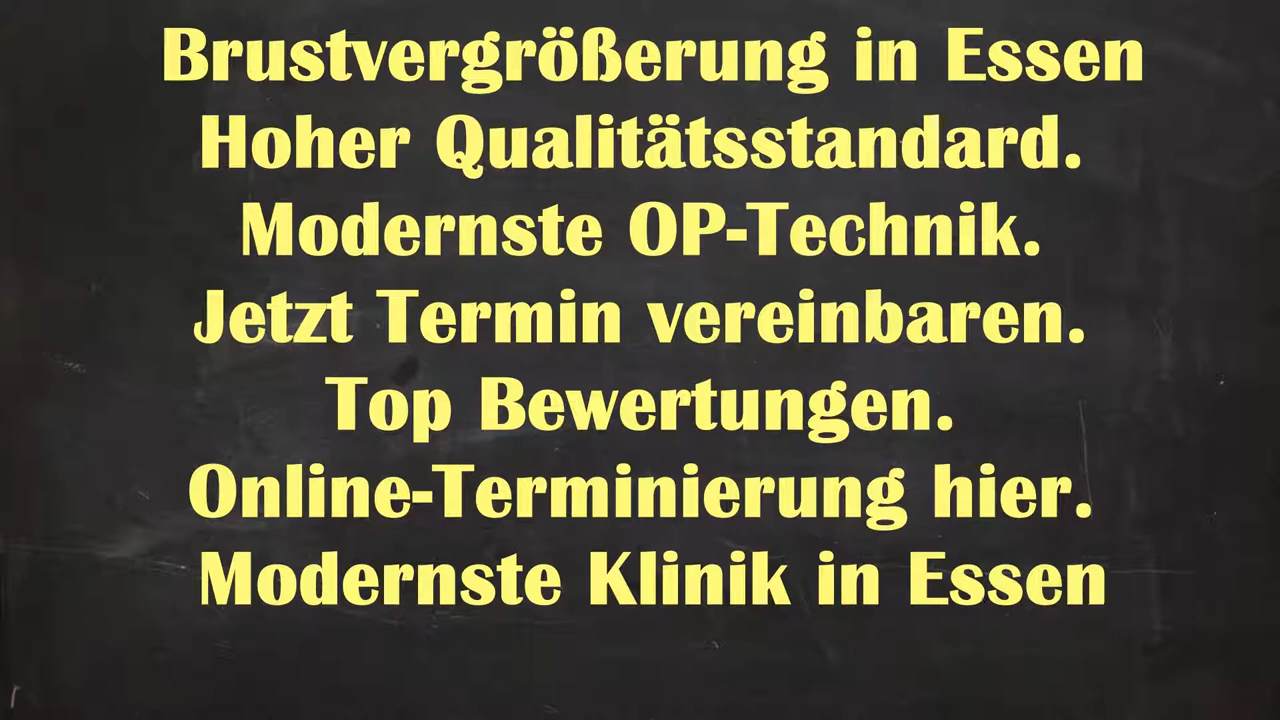 Brustvergrößerung in Essen
Hoher Qualitätsstandard.
Modernste OP-Technik.
Jetzt Termin vereinbaren.
Top Bewertungen.
Online-Terminierung hier.
Modernste Klinik in Essen